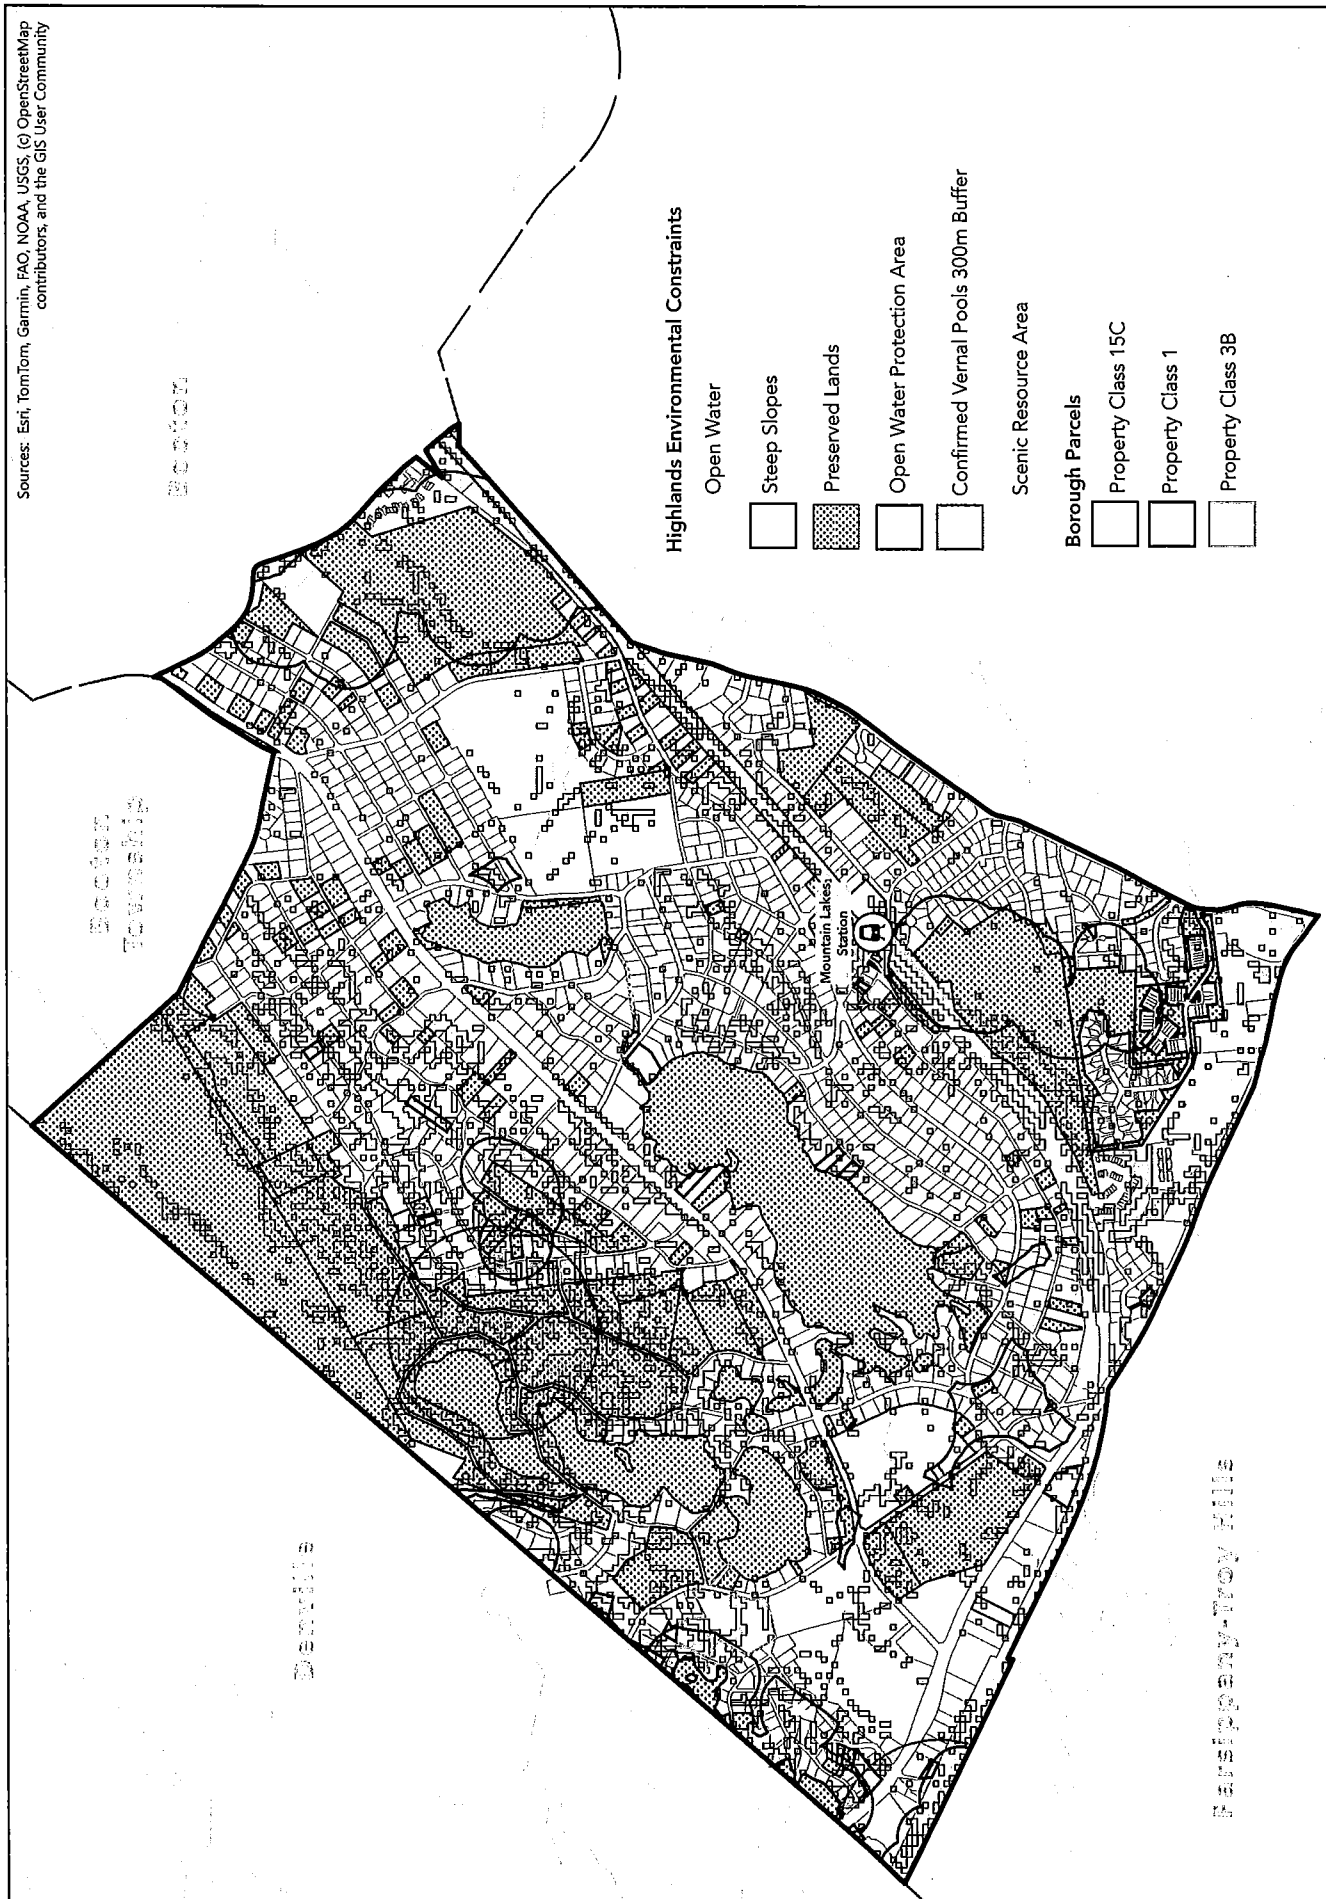 Sources: Esri, TomTom, Garmin, FAO, NOAA, USGS, (c) OpenStreetMap
contributors, and the GIS User Community
Boonton
Boonton
Township
Denville
Mountain Lakes
Station
Parsippany-Troy Hills
Highlands Environmental Constraints
Open Water
Steep Slopes
Preserved Lands
Open Water Protection Area
Confirmed Vernal Pools 300m Buffer
Scenic Resource Area
Borough Parcels
Property Class 15C
Property Class 1
Property Class 3B